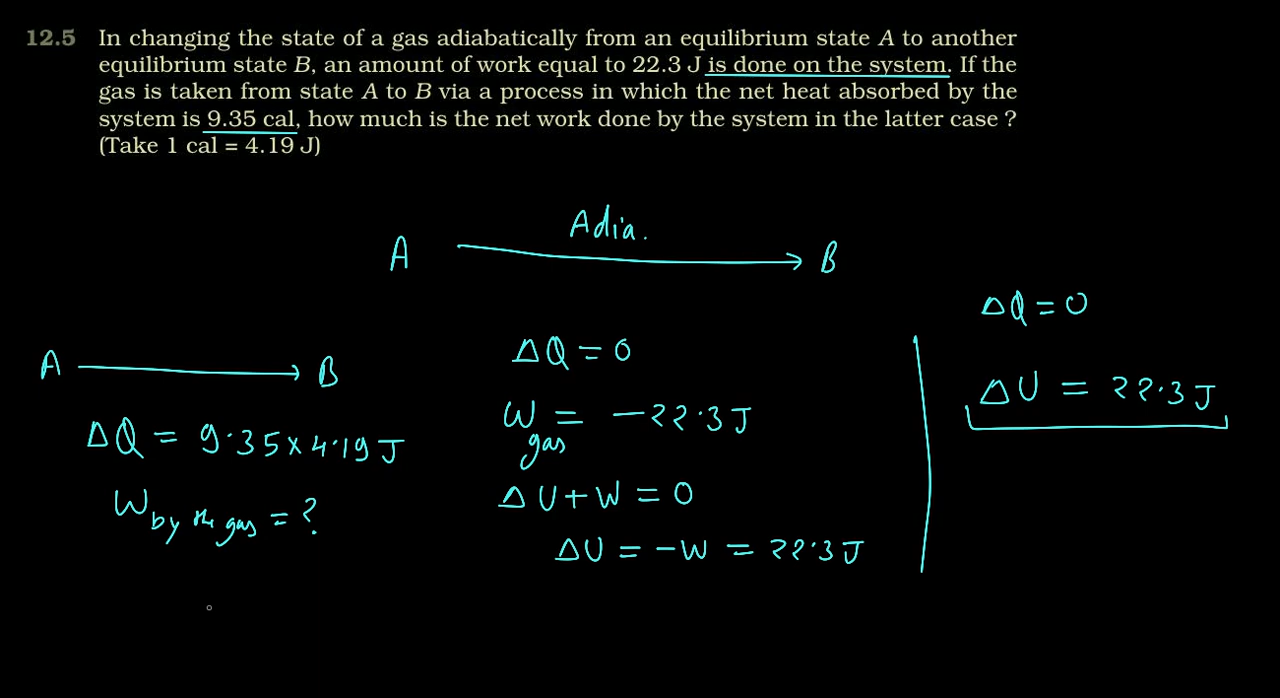 12.5 In changing the state of a gas adiabatically from an equilibrium state A to another
equilibrium state B, an amount of work equal to 22.3 J is done on the system. If the
gas is taken from state A to B via a process in which the net heat absorbed by the
system is 9.35 cal, how much is the net work done by the system in the latter case ?
(Take 1 cal = 4.19 J)
Adia.
A B
ΔQ = 0
A B
ΔQ = 0
ΔU = 22.3 J
ΔQ = 9.35 × 4.19 J
W gas = -22.3 J
W by the gas = ?
ΔU + W = 0
ΔU = -W = 22.3 J